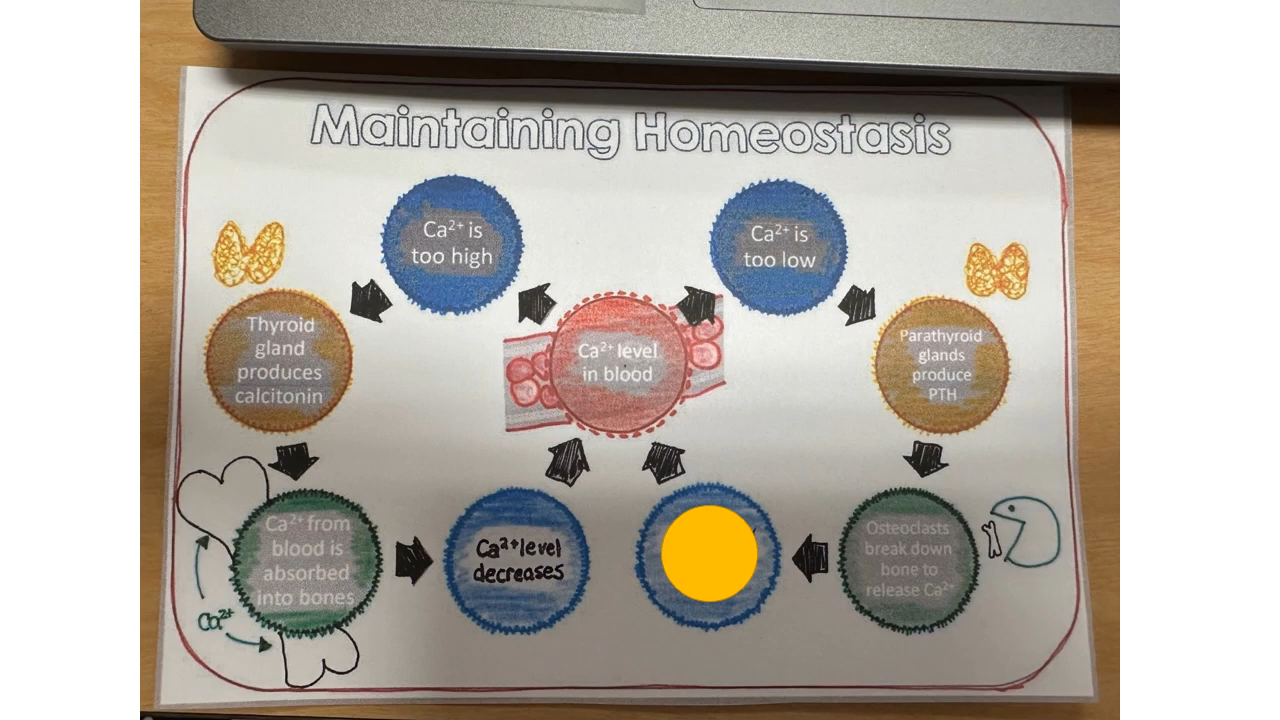 Maintaining Homeostasis
Ca²⁺ is
too high
Ca²⁺ is
too low
Thyroid
gland
produces
calcitonin
Ca²⁺ level
in blood
Parathyroid
glands
produce
PTH
Ca²⁺ from
blood is
absorbed
into bones
Ca²⁺ level
decreases
Osteoclasts
break down
bone to
release Ca²⁺
Ca²⁺